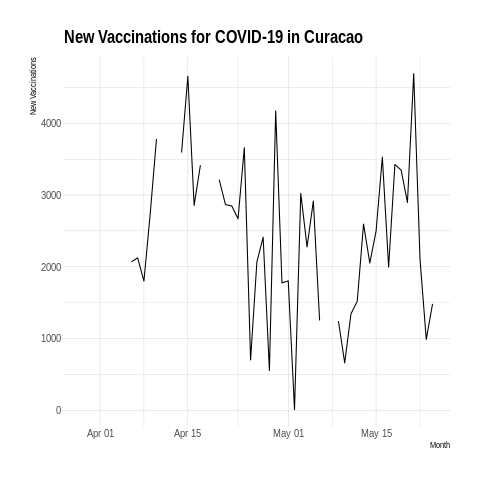 New Vaccinations for COVID-19 in Curacao
New Vaccinations
4000
3000
2000
1000
0
Apr 01
Apr 15
May 01
May 15
Month